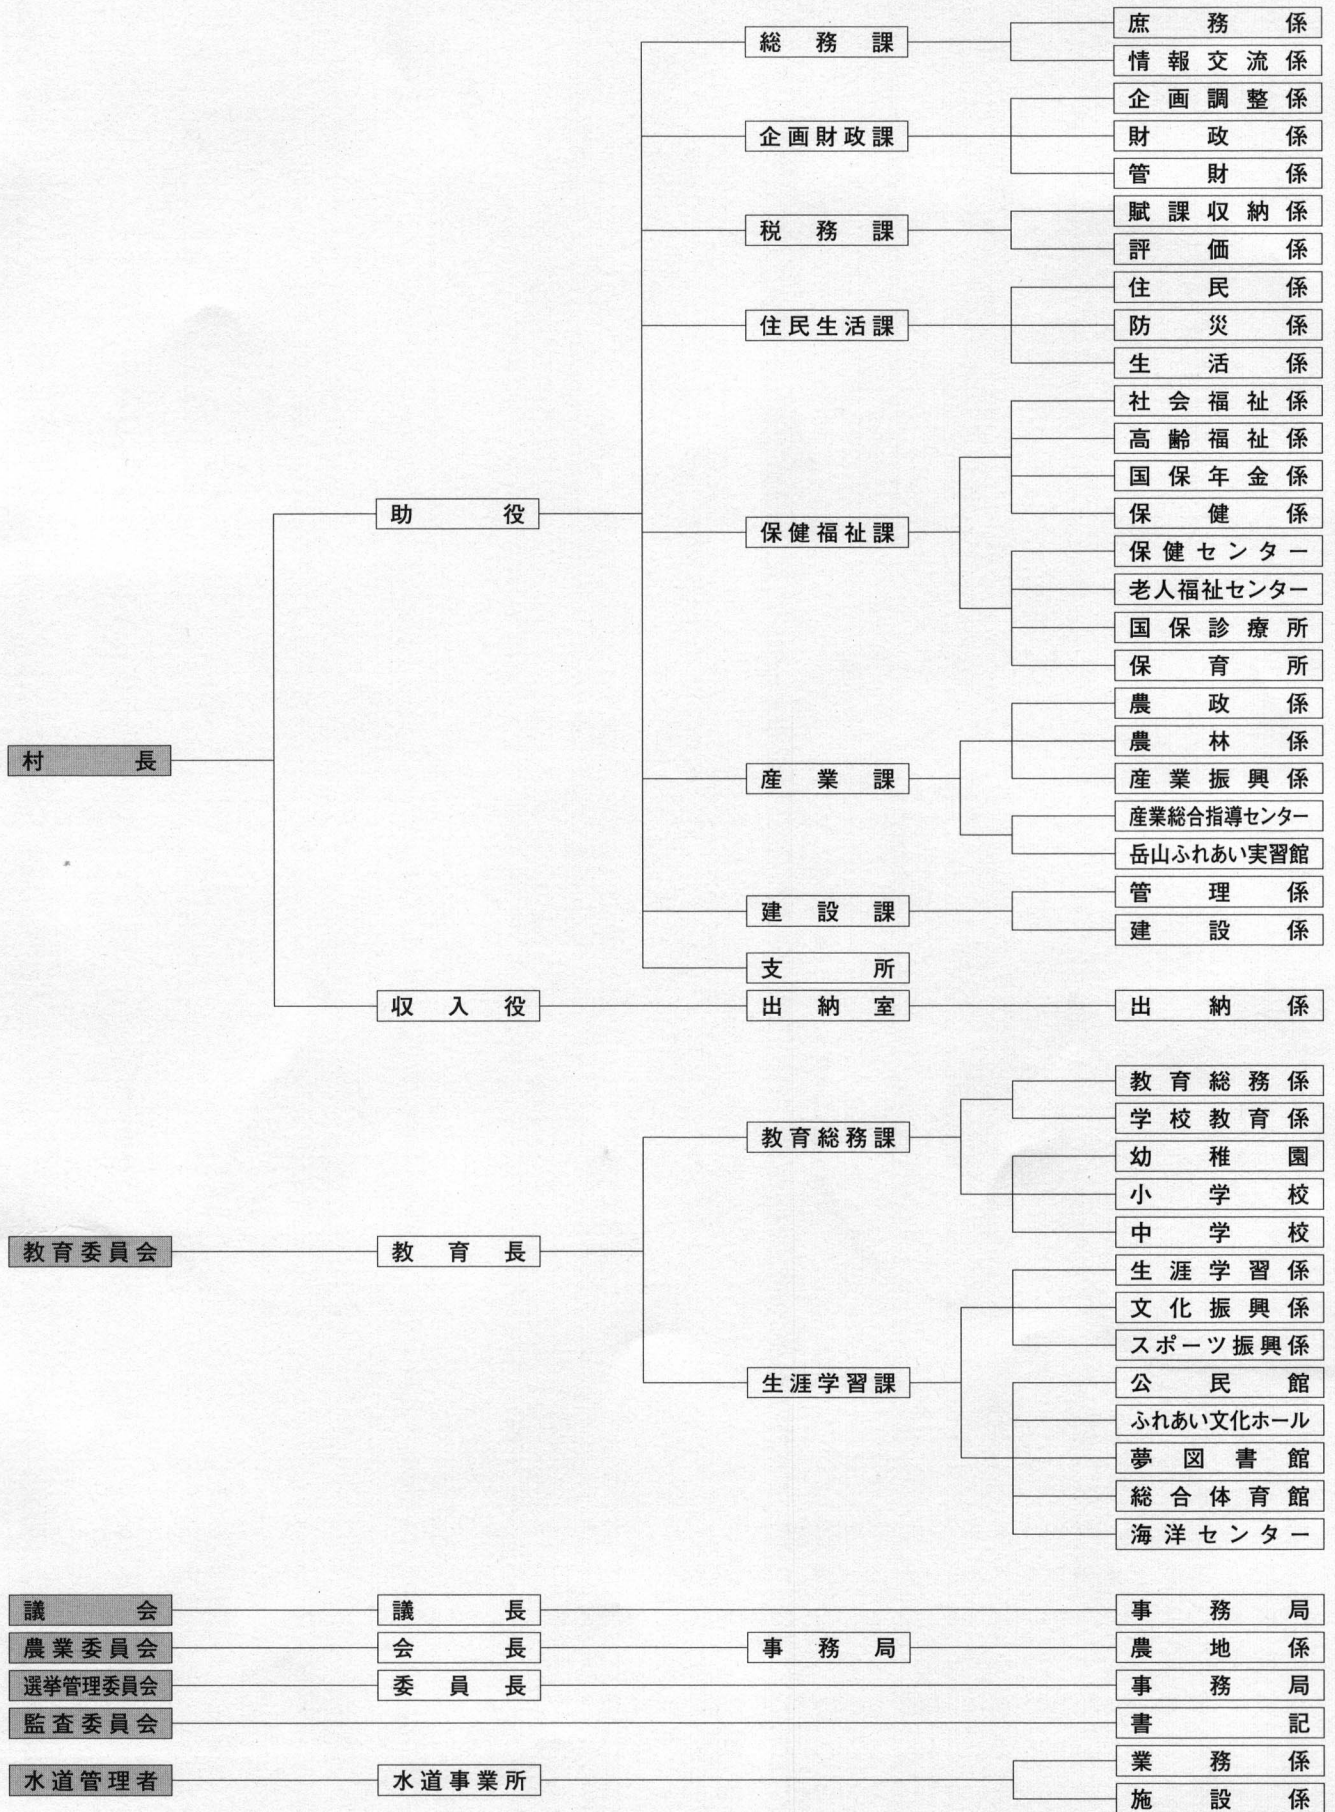 村長
助役
総務課
庶務係
情報交流係
企画財政課
企画調整係
財政係
管財係
税務課
賦課収納係
評価係
住民生活課
住民係
防災係
生活係
保健福祉課
社会福祉係
高齢福祉係
国保年金係
保健係
保健センター
老人福祉センター
国保診療所
保育所
産業課
農政係
農林係
産業振興係
産業総合指導センター
岳山ふれあい実習館
建設課
管理係
建設係
支所
収入役
出納室
出納係
教育委員会
教育長
教育総務課
教育総務係
学校教育係
幼稚園
小学校
中学校
生涯学習課
生涯学習係
文化振興係
スポーツ振興係
公民館
ふれあい文化ホール
夢図書館
総合体育館
海洋センター
議会
議長
事務局
農業委員会
会長
事務局
農地係
選挙管理委員会
委員長
事務局
監査委員会
書記
水道管理者
水道事業所
業務係
施設係